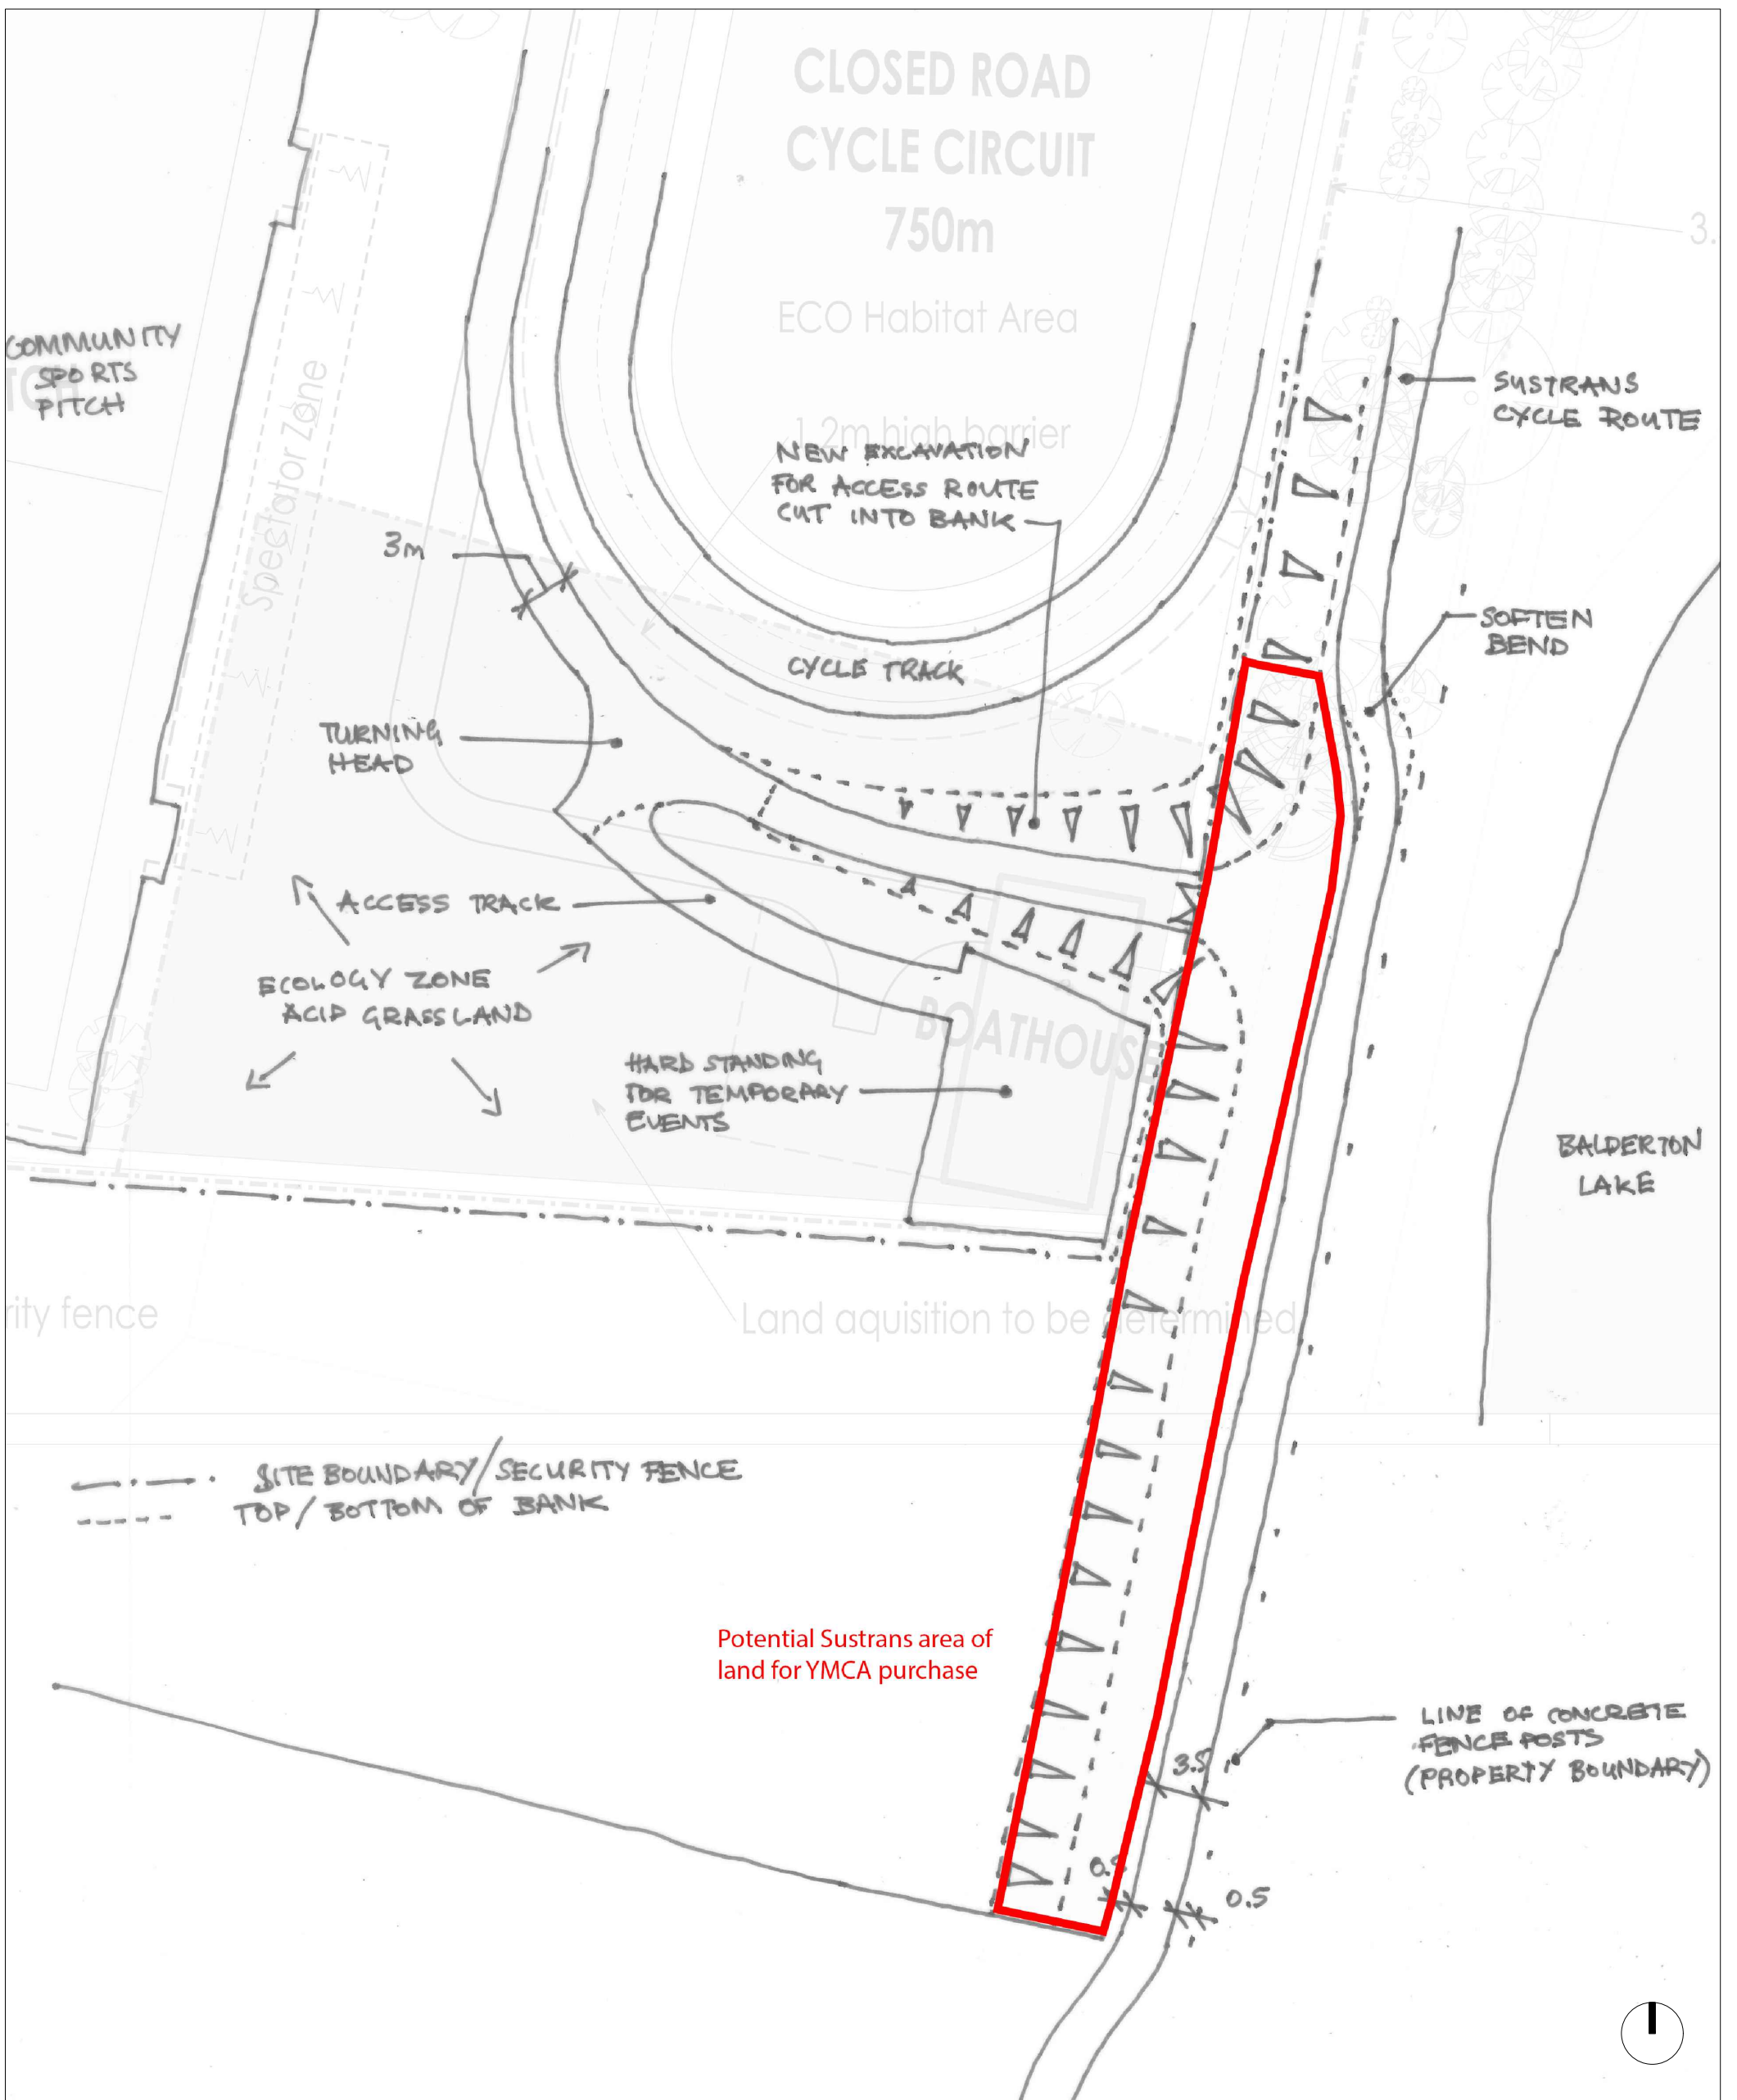 CLOSED ROAD
CYCLE CIRCUIT
750m
ECO Habitat Area
1.2m high barrier
3.
COMMUNITY
SPORTS
PITCH
Spectator Zone
SUSTRANS
CYCLE ROUTE
NEW EXCAVATION
FOR ACCESS ROUTE
CUT INTO BANK
3m
SOFTEN
BEND
CYCLE TRACK
TURNING
HEAD
ACCESS TRACK
ECOLOGY ZONE
ACID GRASSLAND
BOATHOUSE
HARD STANDING
FOR TEMPORARY
EVENTS
BALDERTON
LAKE
rity fence
Land aquisition to be determined
SITE BOUNDARY/SECURITY FENCE
TOP/BOTTOM OF BANK
Potential Sustrans area of
land for YMCA purchase
LINE OF CONCRETE
FENCE POSTS
(PROPERTY BOUNDARY)
3.5
0.5